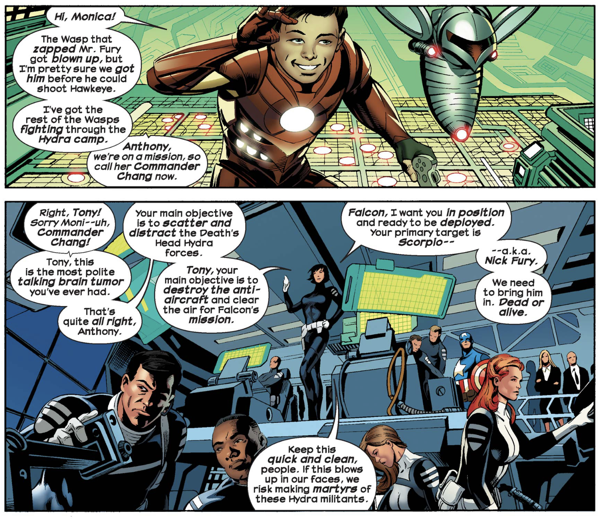 Hi, Monica!
The Wasp that
zapped Mr. Fury
got blown up, but
I'm pretty sure we got
him before he could
shoot Hawkeye.
I've got the
rest of the Wasps
fighting through the
Hydra camp.
Anthony,
we're on a mission, so
call her Commander
Chang now.
Right, Tony!
Sorry Moni--uh,
Commander
Chang!
Tony, this
is the most polite
talking brain tumor
you've ever had.
That's
quite all right,
Anthony.
Your main objective
is to scatter and
distract the Death's
Head Hydra
forces.
Tony, your
main objective is to
destroy the anti-
aircraft and clear
the air for Falcon's
mission.
Falcon, I want you in position
and ready to be deployed.
Your primary target is
Scorpio--
--a.k.a.
Nick Fury.
We need
to bring him
in. Dead or
alive.
Keep this
quick and clean,
people. If this blows
up in our faces, we
risk making martyrs of
these Hydra militants.